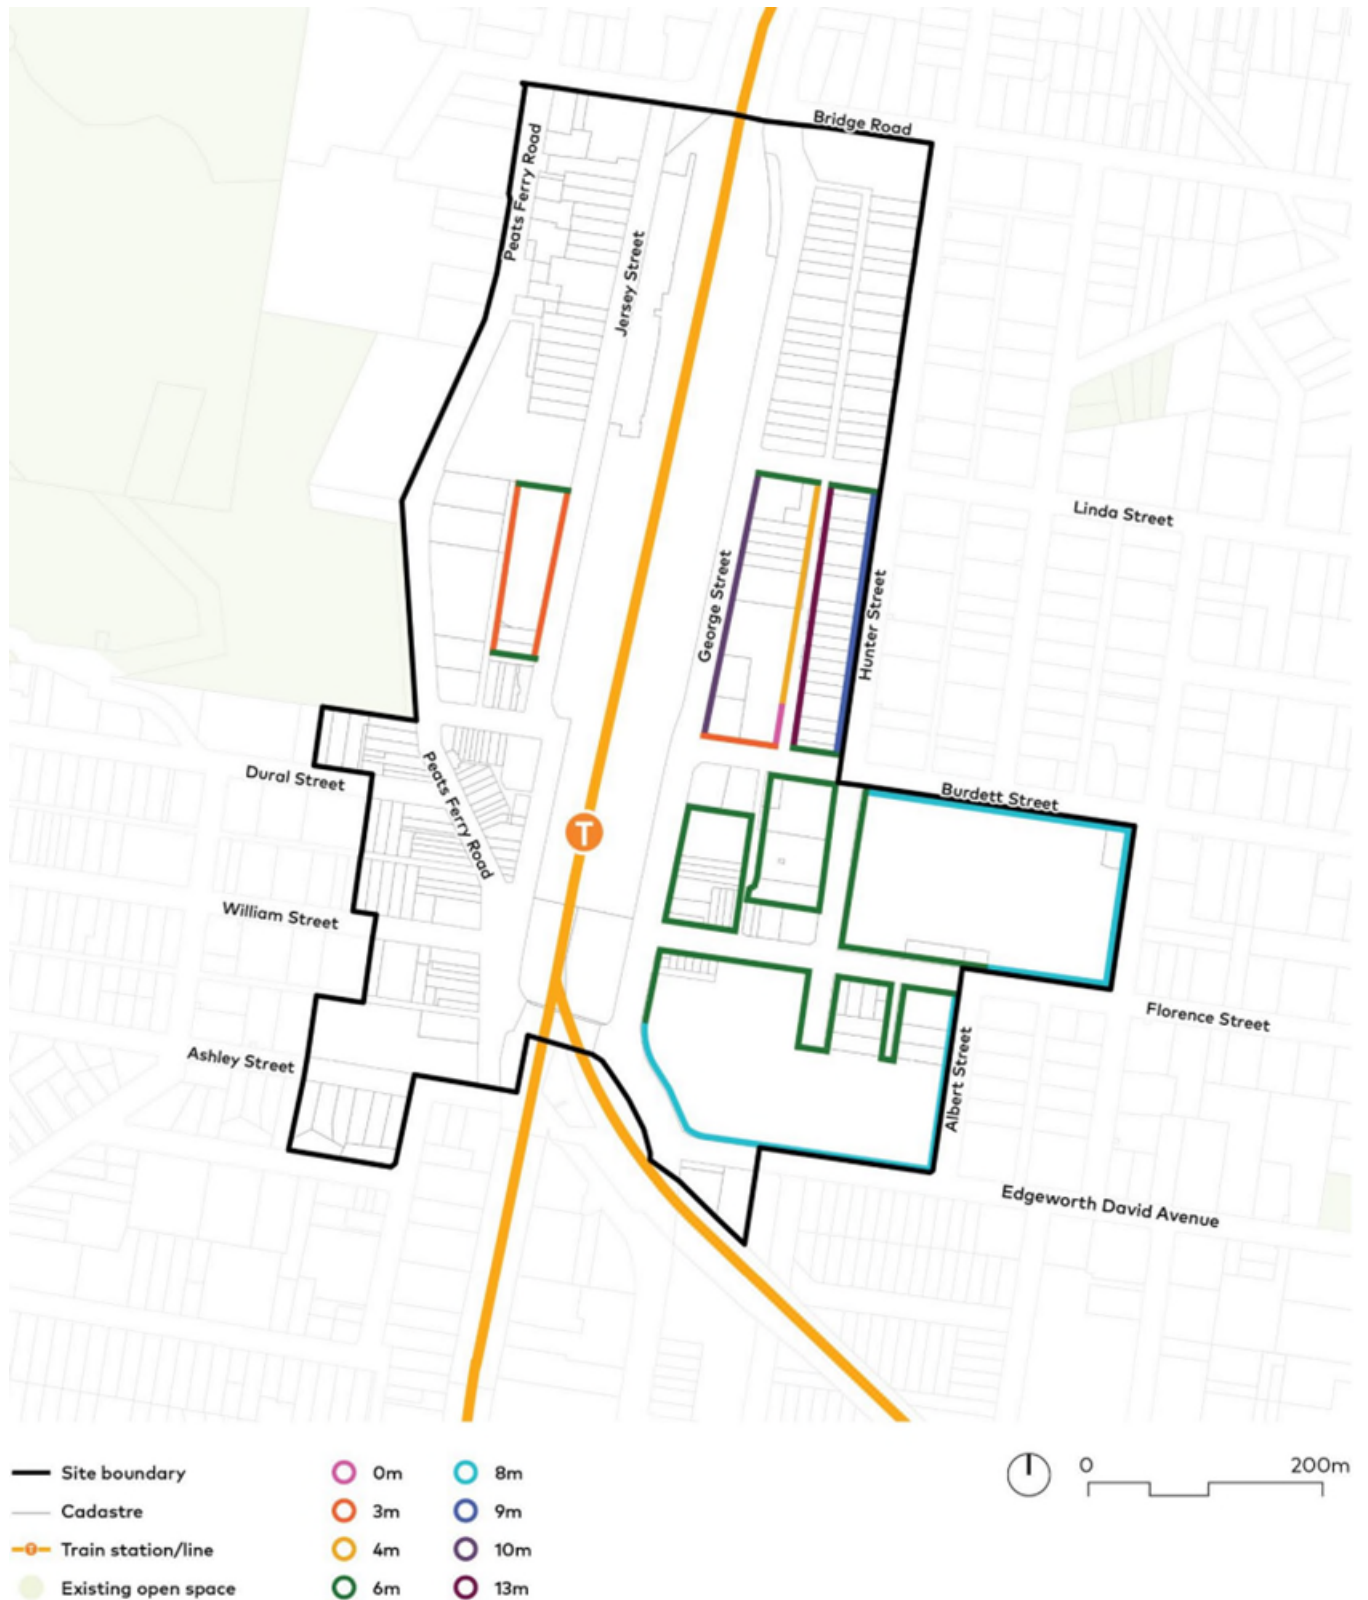 Bridge Road
Peats Ferry Road
Jersey Street
Linda Street
George Street
Hunter Street
Dural Street
Peats Ferry Road
Burdett Street
T
William Street
Florence Street
Ashley Street
Albert Street
Edgeworth David Avenue
Site boundary
0m
8m
0
200m
Cadastre
3m
9m
T
Train station/line
4m
10m
Existing open space
6m
13m